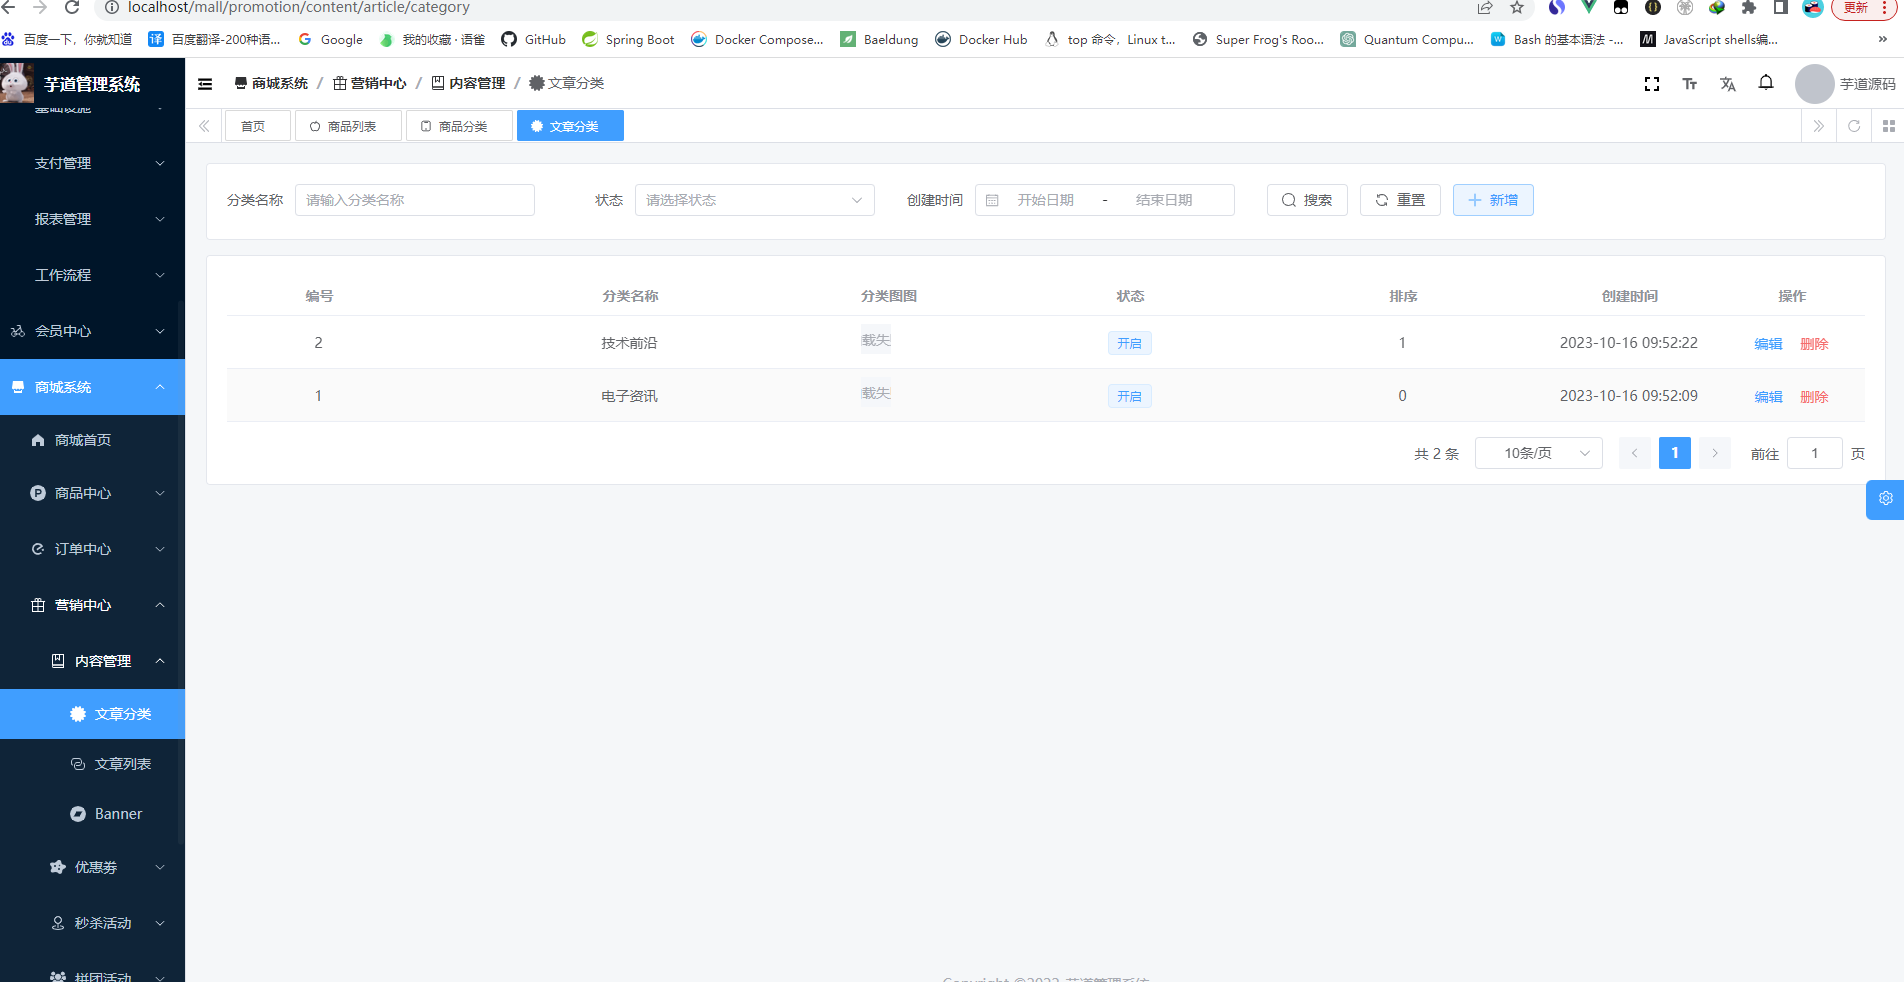 localhost/mall/promotion/content/article/category
更新
百度一下，你就知道
译 百度翻译-200种语...
Google
我的收藏 · 语雀
GitHub
Spring Boot
Docker Compose...
Baeldung
Docker Hub
top 命令，Linux t...
Super Frog's Roo...
Quantum Compu...
Bash 的基本语法 -...
JavaScript shells编...
»
芋道管理系统
基础设施
支付管理
报表管理
工作流程
会员中心
商城系统
商城首页
商品中心
订单中心
营销中心
内容管理
文章分类
文章列表
Banner
优惠劵
秒杀活动
拼团活动
商城系统 / 营销中心 / 内容管理 / 文章分类
芋道源码
首页
商品列表
商品分类
文章分类
分类名称 请输入分类名称
状态 请选择状态
创建时间 开始日期 - 结束日期
搜索
重置
新增
编号 分类名称 分类图图 状态 排序 创建时间 操作
2 技术前沿 载失 开启 1 2023-10-16 09:52:22 编辑 删除
1 电子资讯 载失 开启 0 2023-10-16 09:52:09 编辑 删除
共 2 条 10条/页 1 前往 1 页
Copyright ©2022-芋道管理系统